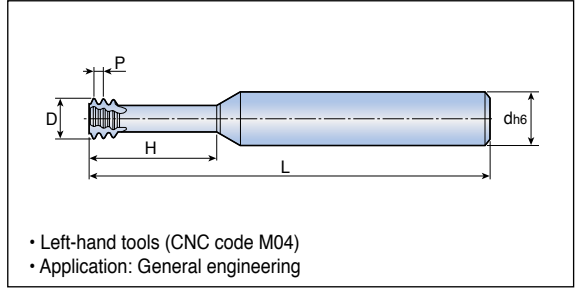 P
D
dh6
H
L
• Left-hand tools (CNC code M04)
• Application: General engineering